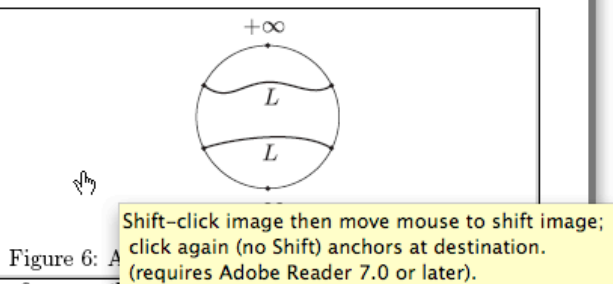 +∞
L
L
Figure 6: A
Shift-click image then move mouse to shift image;
click again (no Shift) anchors at destination.
(requires Adobe Reader 7.0 or later).